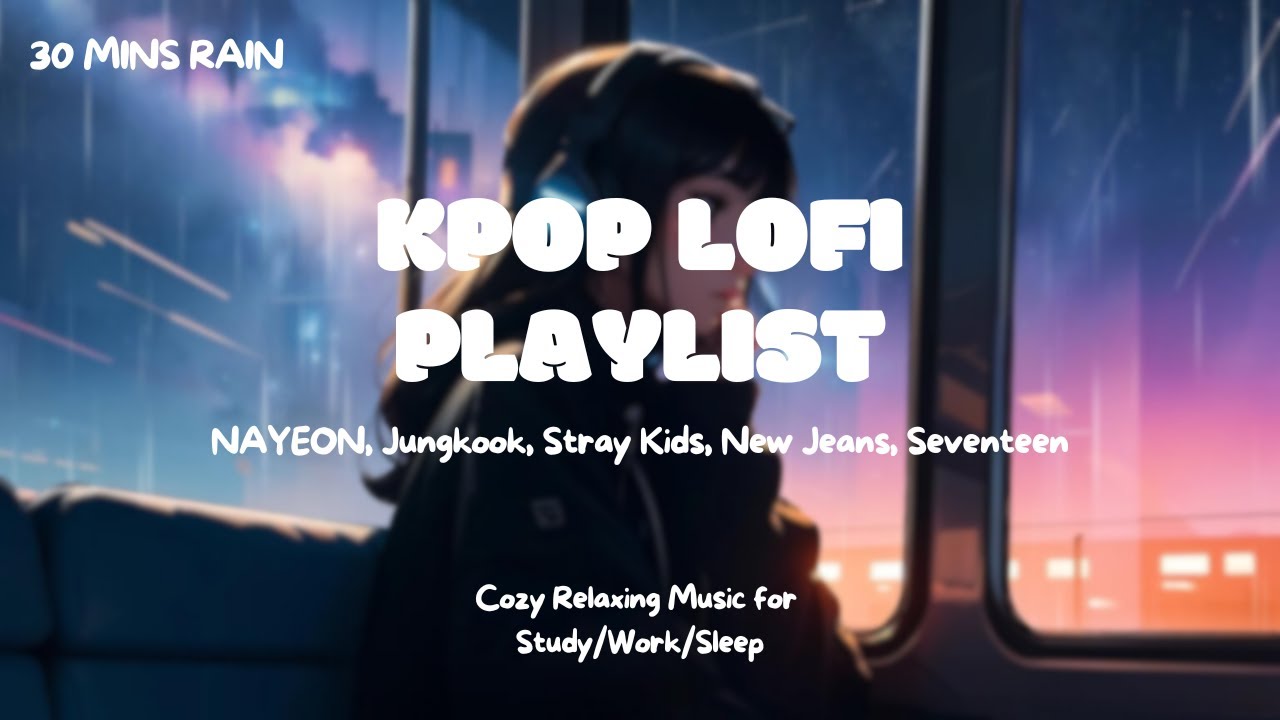 30 MINS RAIN
KPOP LOFI
PLAYLIST
NAYEON, Jungkook, Stray Kids, New Jeans, Seventeen
Cozy Relaxing Music for
Study/Work/Sleep